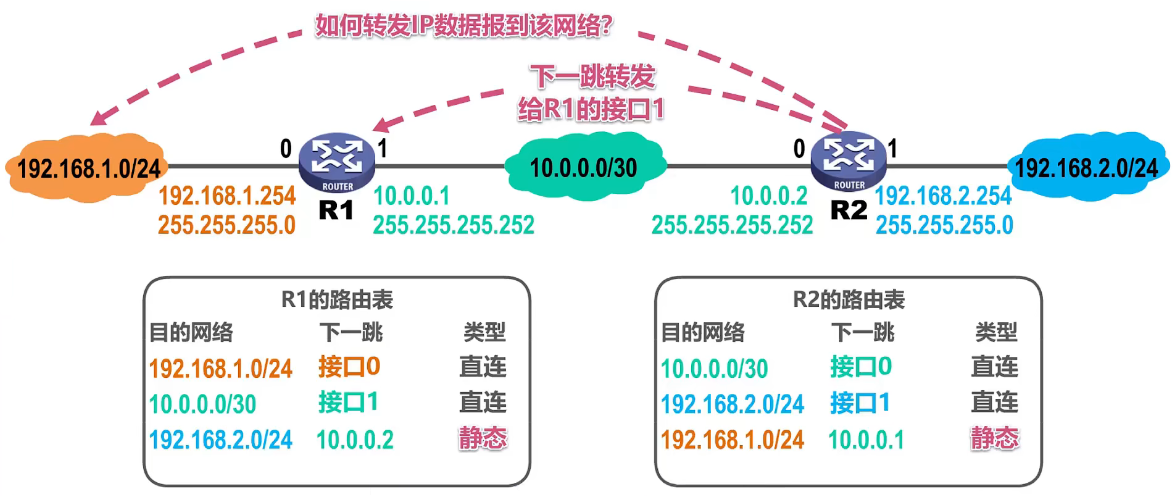 如何转发IP数据报到该网络?
下一跳转发
给R1的接口1
192.168.1.0/24
0
ROUTER
1
10.0.0.0/30
0
ROUTER
1
192.168.2.0/24
192.168.1.254
255.255.255.0
R1
10.0.0.1
255.255.255.252
10.0.0.2
255.255.255.252
R2
192.168.2.254
255.255.255.0
R1的路由表
目的网络 下一跳 类型
192.168.1.0/24 接口0 直连
10.0.0.0/30 接口1 直连
192.168.2.0/24 10.0.0.2 静态
R2的路由表
目的网络 下一跳 类型
10.0.0.0/30 接口0 直连
192.168.2.0/24 接口1 直连
192.168.1.0/24 10.0.0.1 静态